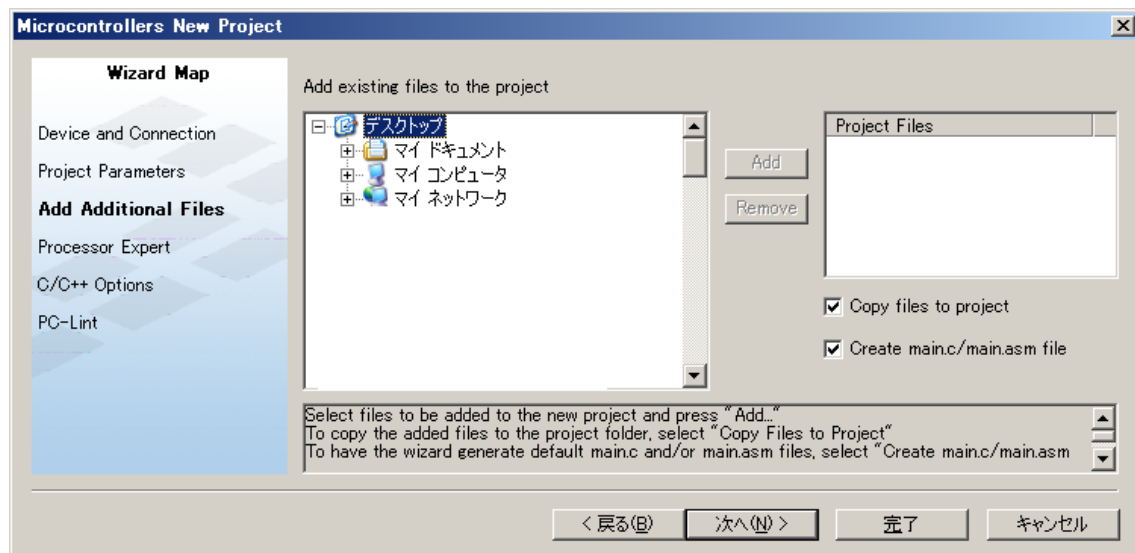 Microcontrollers New Project
Wizard Map
Device and Connection
Project Parameters
Add Additional Files
Processor Expert
C/C++ Options
PC-Lint
Add existing files to the project
デスクトップ
マイ ドキュメント
マイ コンピュータ
マイ ネットワーク
Add
Remove
Project Files
Copy files to project
Create main.c/main.asm file
Select files to be added to the new project and press "Add..."
To copy the added files to the project folder, select "Copy Files to Project"
To have the wizard generate default main.c and/or main.asm files, select "Create main.c/main.asm
< 戻る(B)
次へ(N) >
完了
キャンセル